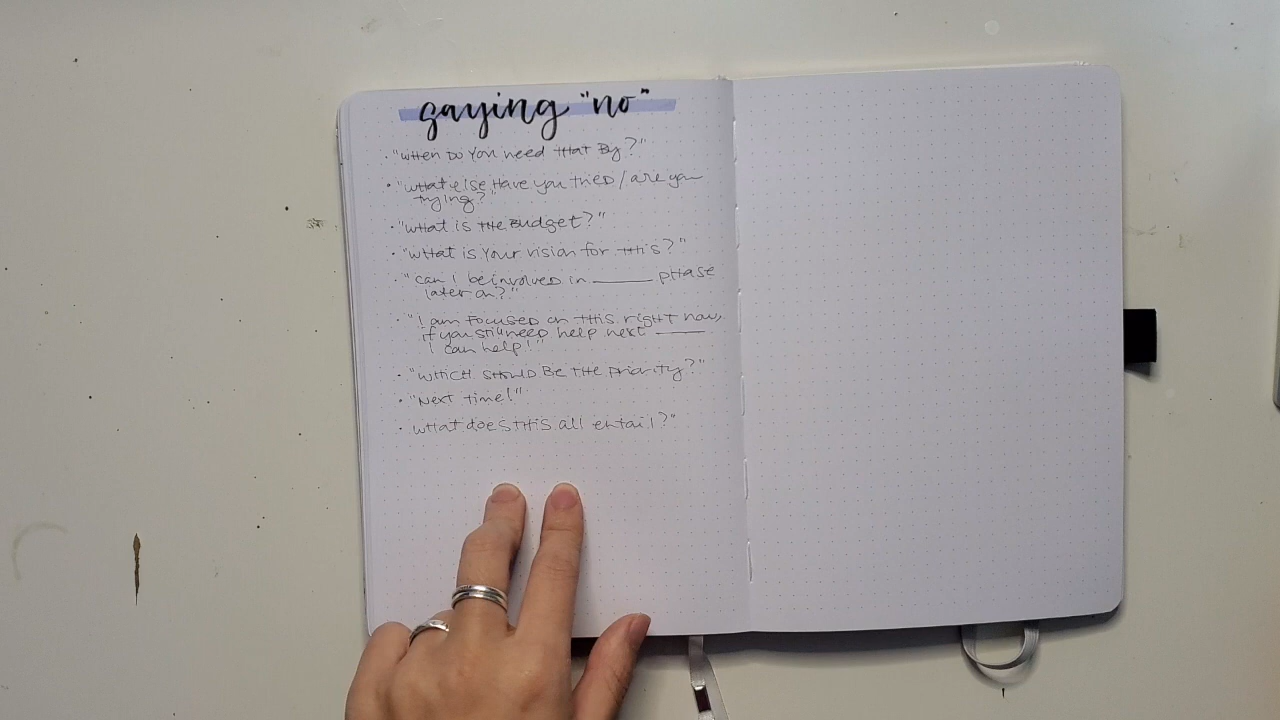 saying "no"
· "when do you need that by?"
· "what else have you tried / are you
trying?"
· "what is the budget?"
· "what is your vision for this?"
· "can I be involved in ______ phase
later on?"
· "I am focused on this right now,
if you still need help next ______
I can help!"
· "which should be the priority?"
· "Next time!"
· what does this all entail?"